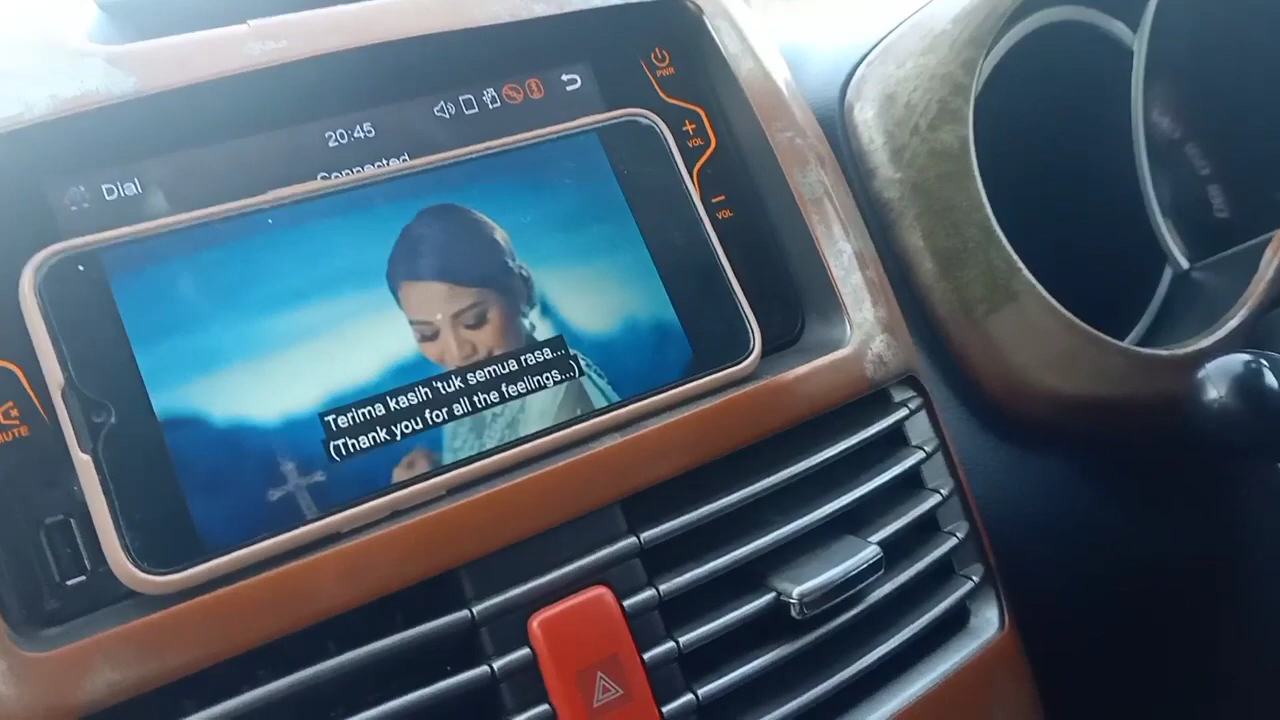 PWR
20:45
+
VOL
Connected
Dial
-
VOL
'Terima kasih 'tuk semua rasa...
(Thank you for all the feelings...)
MUTE